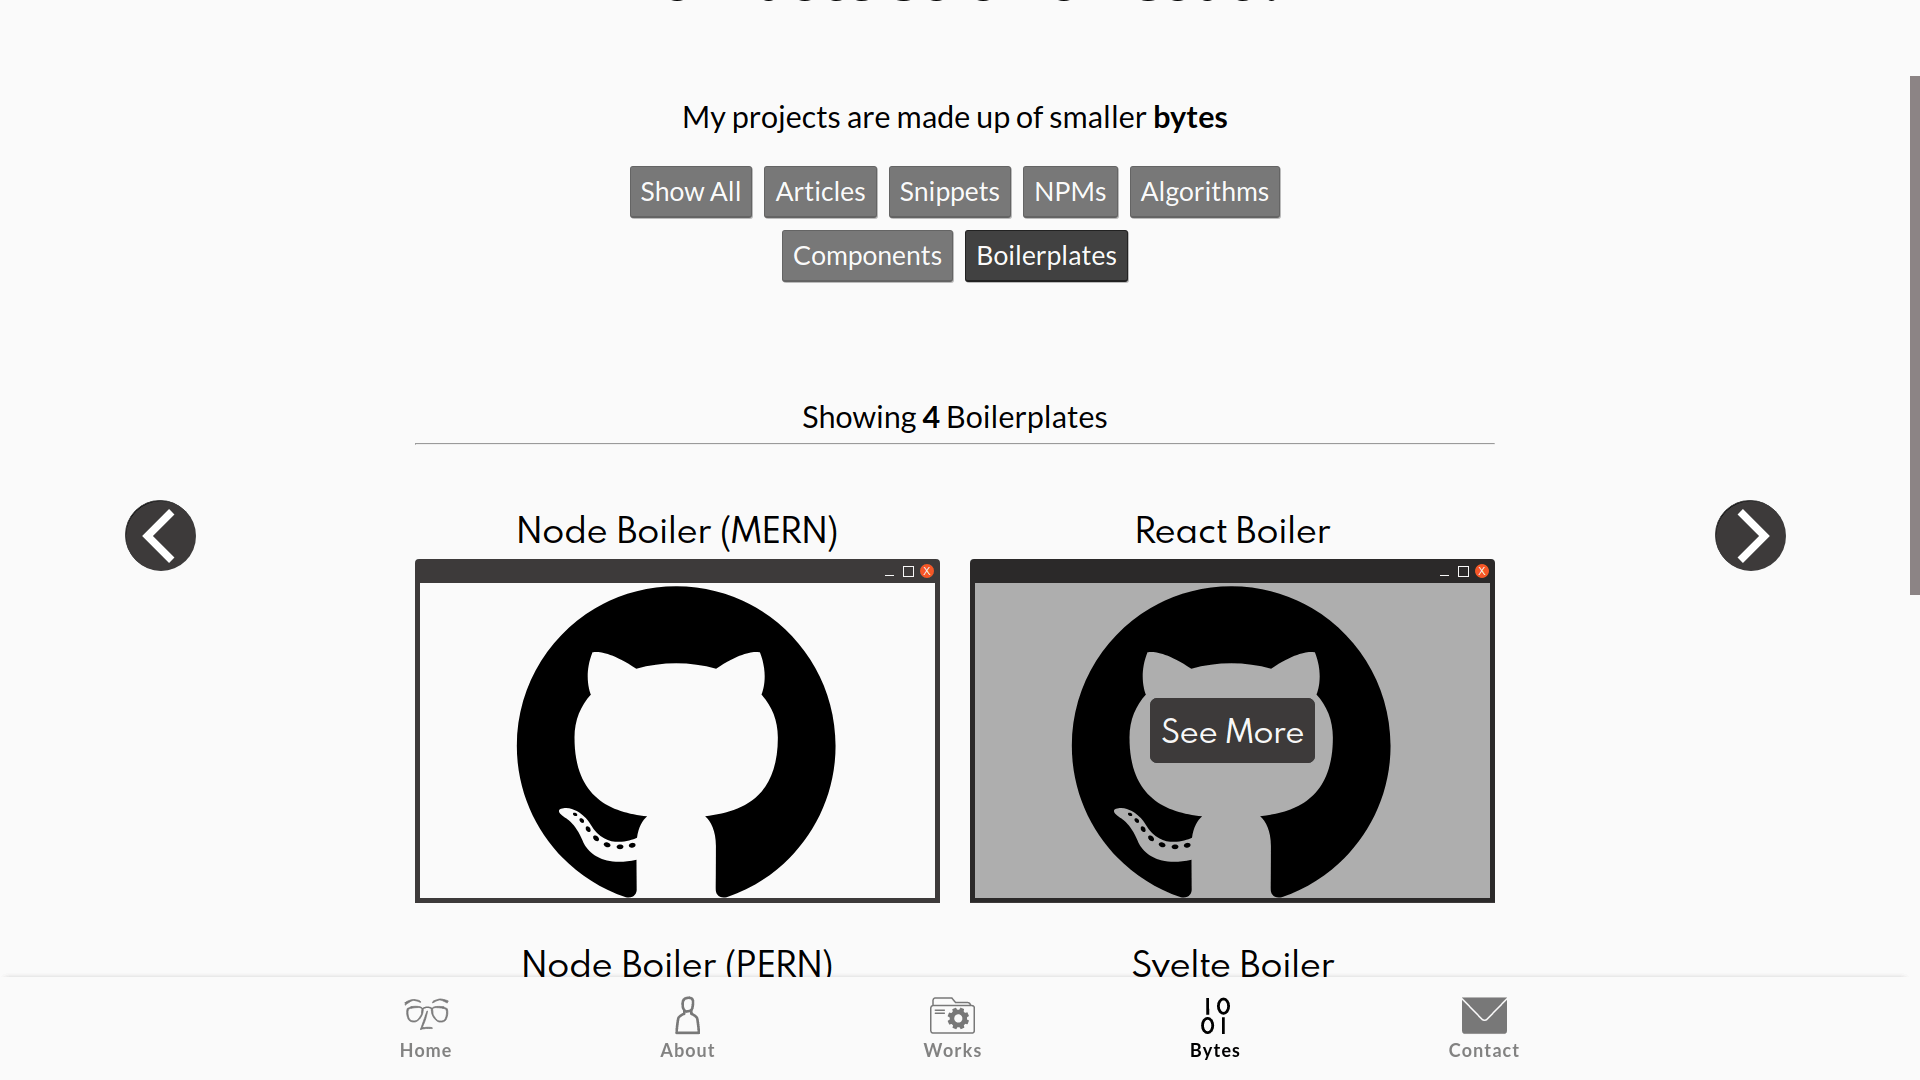 My projects are made up of smaller bytes
Show All Articles Snippets NPMs Algorithms
Components Boilerplates
Showing 4 Boilerplates
Node Boiler (MERN) React Boiler
X X
See More
Node Boiler (PERN) Svelte Boiler
Home About Works Bytes Contact